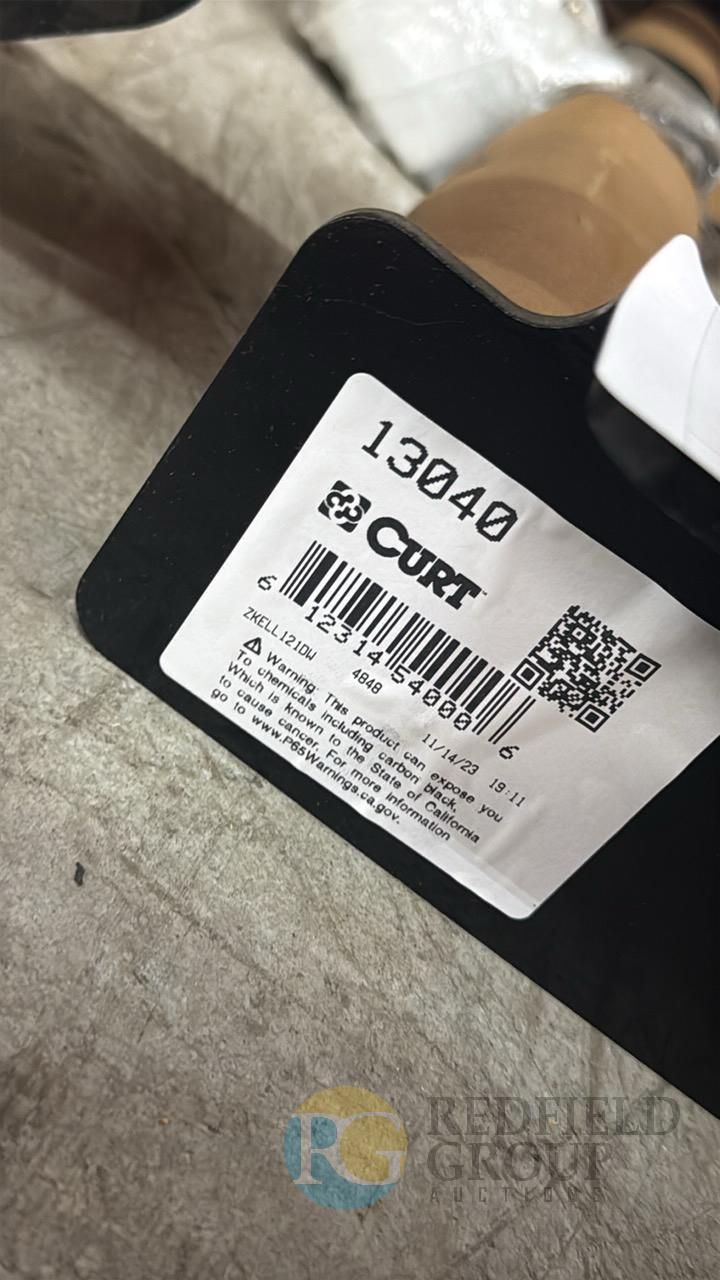 13040
CURT™
6 12314 54000 6
ZKELL121DW 4848 11/14/23 19:11
Warning: This product can expose you
To chemicals including carbon black,
Which is known to the State of California
to cause cancer. For more information
go to www.P65Warnings.ca.gov.
RG REDFIELD
GROUP
AUCTIONS